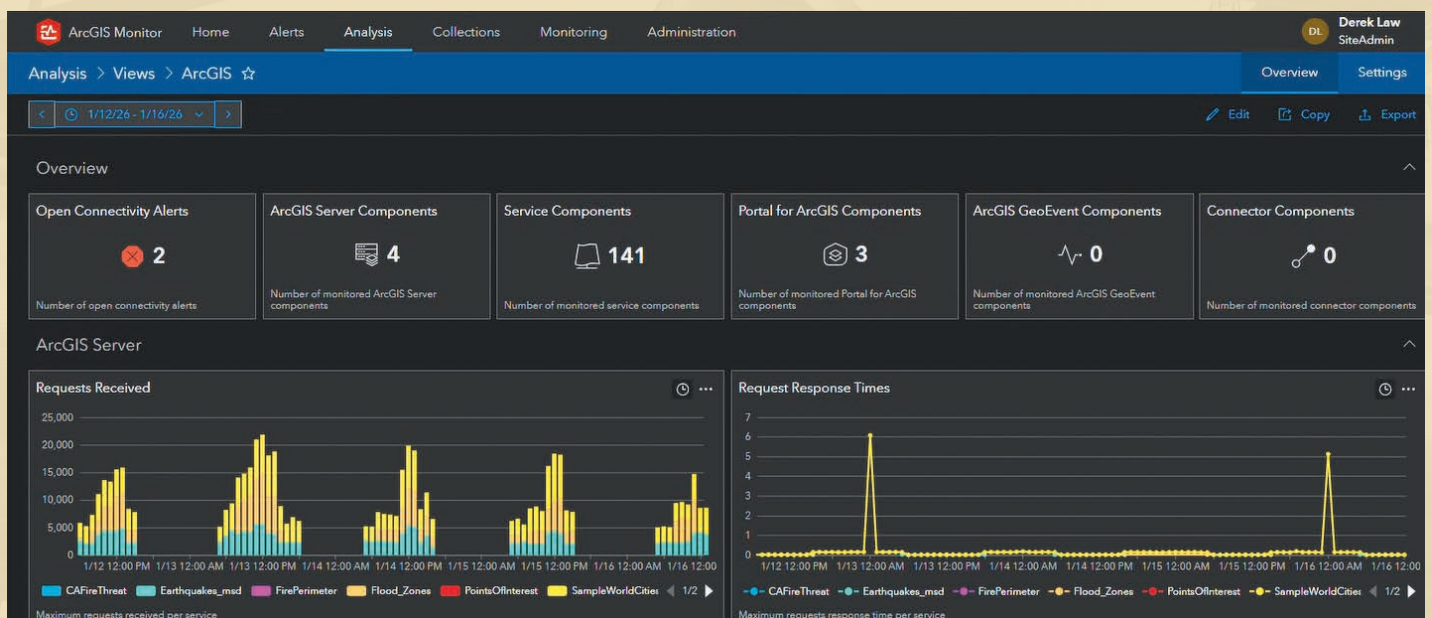 ArcGIS Monitor Home Alerts Analysis Collections Monitoring Administration
DL
Derek Law
SiteAdmin
Analysis > Views > ArcGIS
Overview Settings
< 1/12/26 - 1/16/26 >
Edit Copy Export
Overview
Open Connectivity Alerts
2
Number of open connectivity alerts
ArcGIS Server Components
4
Number of monitored ArcGIS Server
components
Service Components
141
Number of monitored service components
Portal for ArcGIS Components
3
Number of monitored Portal for ArcGIS
components
ArcGIS GeoEvent Components
0
Number of monitored ArcGIS GeoEvent
components
Connector Components
0
Number of monitored connector components
ArcGIS Server
Requests Received
25,000
20,000
15,000
10,000
5,000
0
1/12 12:00 PM 1/13 12:00 AM 1/13 12:00 PM 1/14 12:00 AM 1/14 12:00 PM 1/15 12:00 AM 1/15 12:00 PM 1/16 12:00 AM 1/16 12:00
CAFireThreat Earthquakes_msd FirePerimeter Flood_Zones PointsOfInterest SampleWorldCities 1/2
Maximum requests received per service
Request Response Times
7
6
5
4
3
2
1
0
1/12 12:00 PM 1/13 12:00 AM 1/13 12:00 PM 1/14 12:00 AM 1/14 12:00 PM 1/15 12:00 AM 1/15 12:00 PM 1/16 12:00 AM 1/16 12:00
CAFireThreat Earthquakes_msd FirePerimeter Flood_Zones PointsOfInterest SampleWorldCities 1/2
Maximum requests response time per service